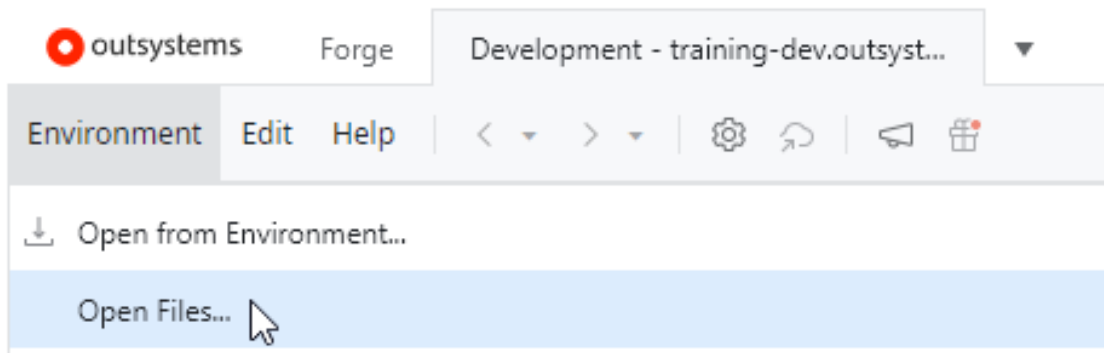 outsystems Forge Development - training-dev.outsyst...
Environment Edit Help
Open from Environment...
Open Files...